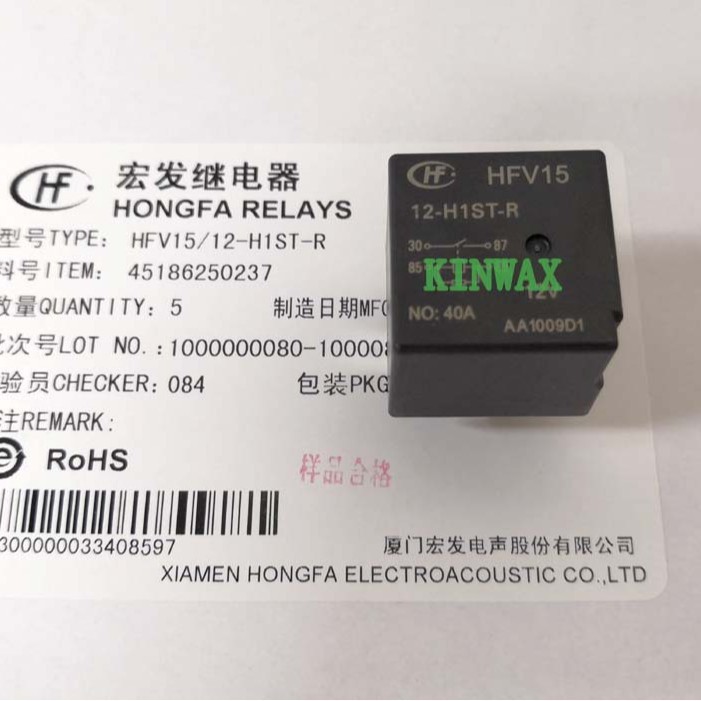 HF 宏发继电器
HONGFA RELAYS
型号TYPE: HFV15/12-H1ST-R
料号ITEM: 45186250237
数量QUANTITY: 5 制造日期MF
批次号LOT NO.:1000000080-10000
验员CHECKER: 084 包装PKG
注REMARK:
e RoHS
样品合格
300000033408597
厦门宏发电声股份有限公司
XIAMEN HONGFA ELECTROACOUSTIC CO.,LTD
HF HFV15
12-H1ST-R
30 87
85
KINWAX
12V
NO: 40A
AA1009D1